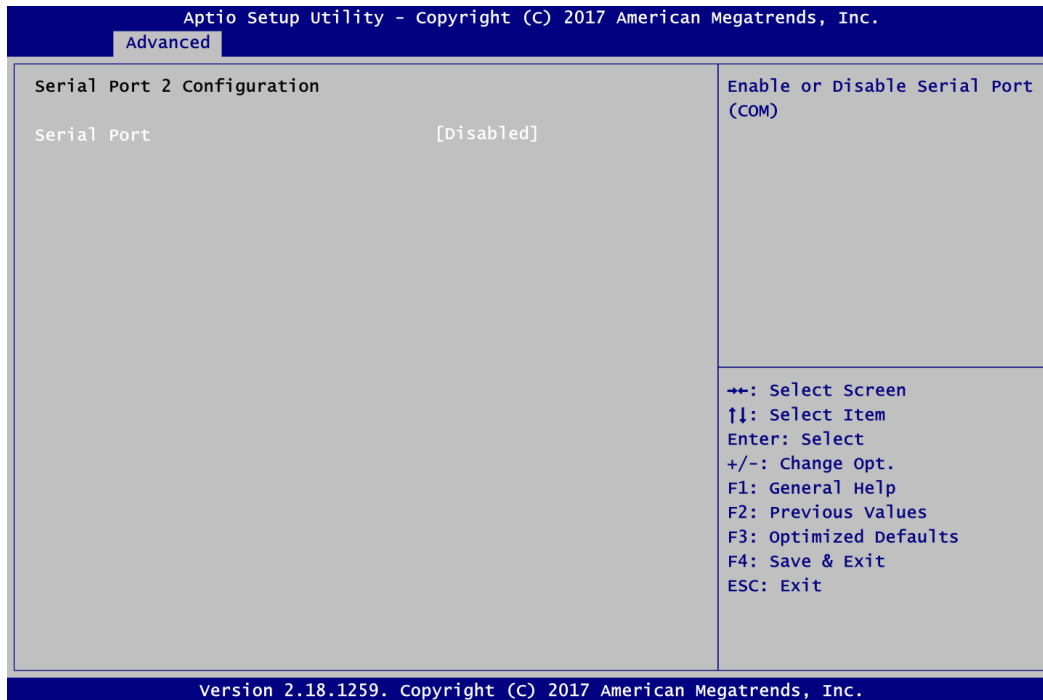 Aptio Setup Utility – Copyright (C) 2017 American Megatrends, Inc.
Advanced
Serial Port 2 Configuration
Serial Port [Disabled]
Enable or Disable Serial Port
(COM)
→←: Select Screen
↑↓: Select Item
Enter: Select
+/-: Change Opt.
F1: General Help
F2: Previous Values
F3: Optimized Defaults
F4: Save & Exit
ESC: Exit
Version 2.18.1259. Copyright (C) 2017 American Megatrends, Inc.